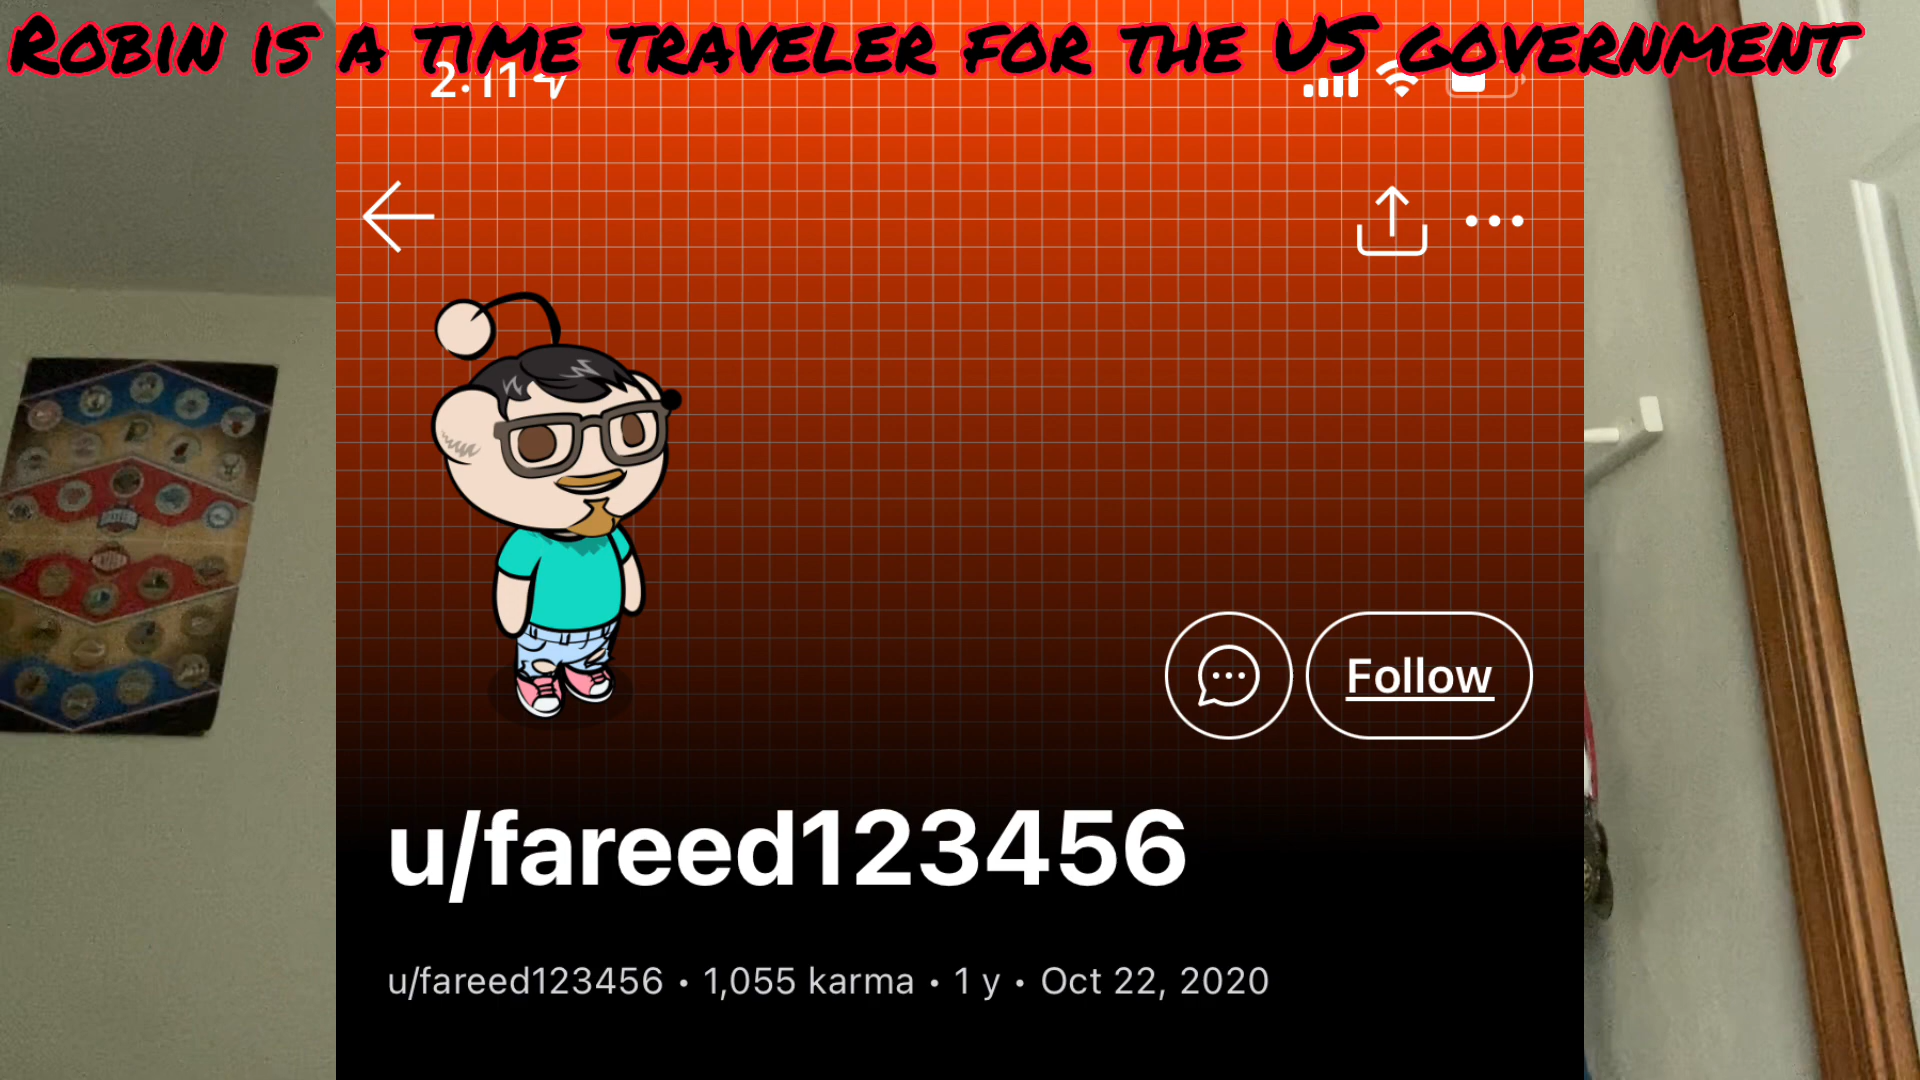 Robin is a time traveler for the US government
2:11
Follow
u/fareed123456
u/fareed123456 • 1,055 karma • 1 y • Oct 22, 2020